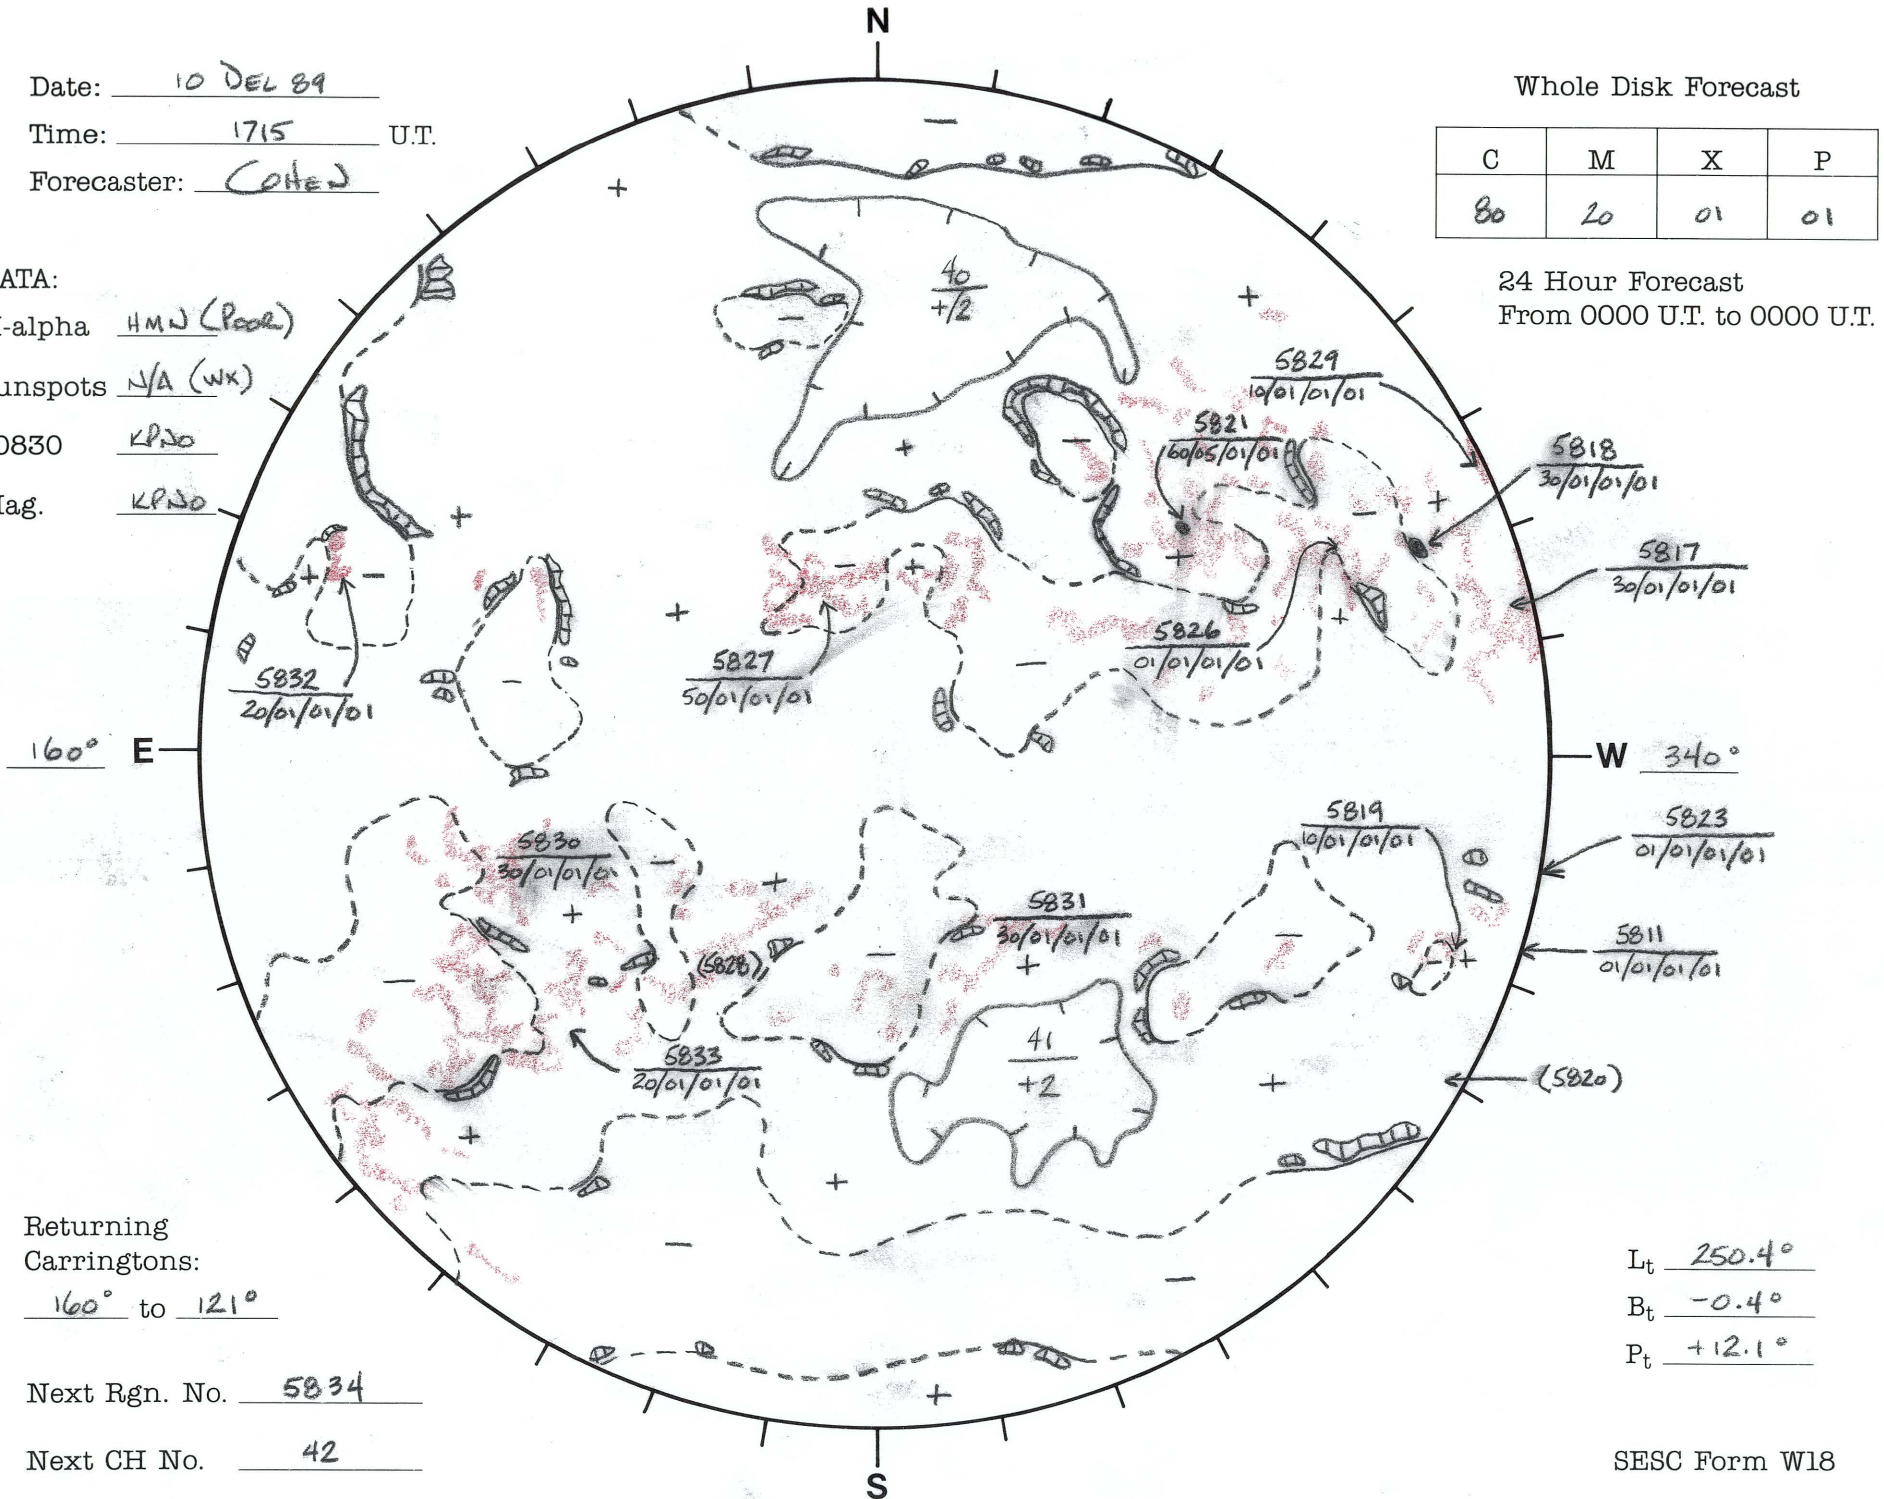 N
Date: 10 DEC 89
Time: 1715 U.T.
Forecaster: COHEN
Whole Disk Forecast
C M X P
80 20 01 01
24 Hour Forecast
From 0000 U.T. to 0000 U.T.
ATA:
I-alpha HMN (POOR)
unspots N/A (WX)
0830 KPNO
Mag. KPNO
40
+/2
5829
10/01/01/01
5821
60/05/01/01
5818
30/01/01/01
5817
30/01/01/01
5826
01/01/01/01
5827
50/01/01/01
5832
20/01/01/01
160° E
W 340°
5819
10/01/01/01
5823
01/01/01/01
5830
30/01/01/01
5831
30/01/01/01
5811
01/01/01/01
(5828)
41
+2
5833
20/01/01/01
(5820)
Returning
Carringtons:
160° to 121°
Next Rgn. No. 5834
Next CH No. 42
Lt 250.4°
Bt -0.4°
Pt +12.1°
S
SESC Form W18